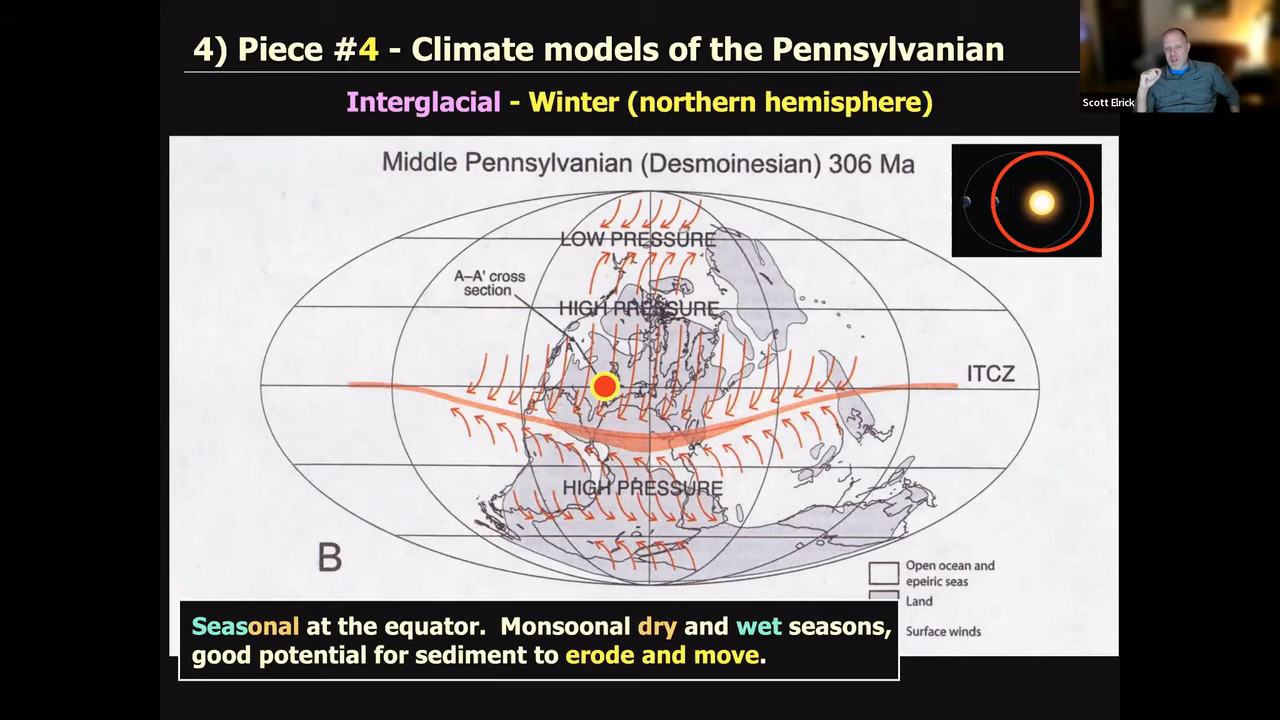 4) Piece #4 - Climate models of the Pennsylvanian
Scott Elrick
Interglacial - Winter (northern hemisphere)
Middle Pennsylvanian (Desmoinesian) 306 Ma
LOW PRESSURE
A–A' cross
section
HIGH PRESSURE
ITCZ
HIGH PRESSURE
B
Open ocean and
epeiric seas
Land
Surface winds
Seasonal at the equator. Monsoonal dry and wet seasons,
good potential for sediment to erode and move.